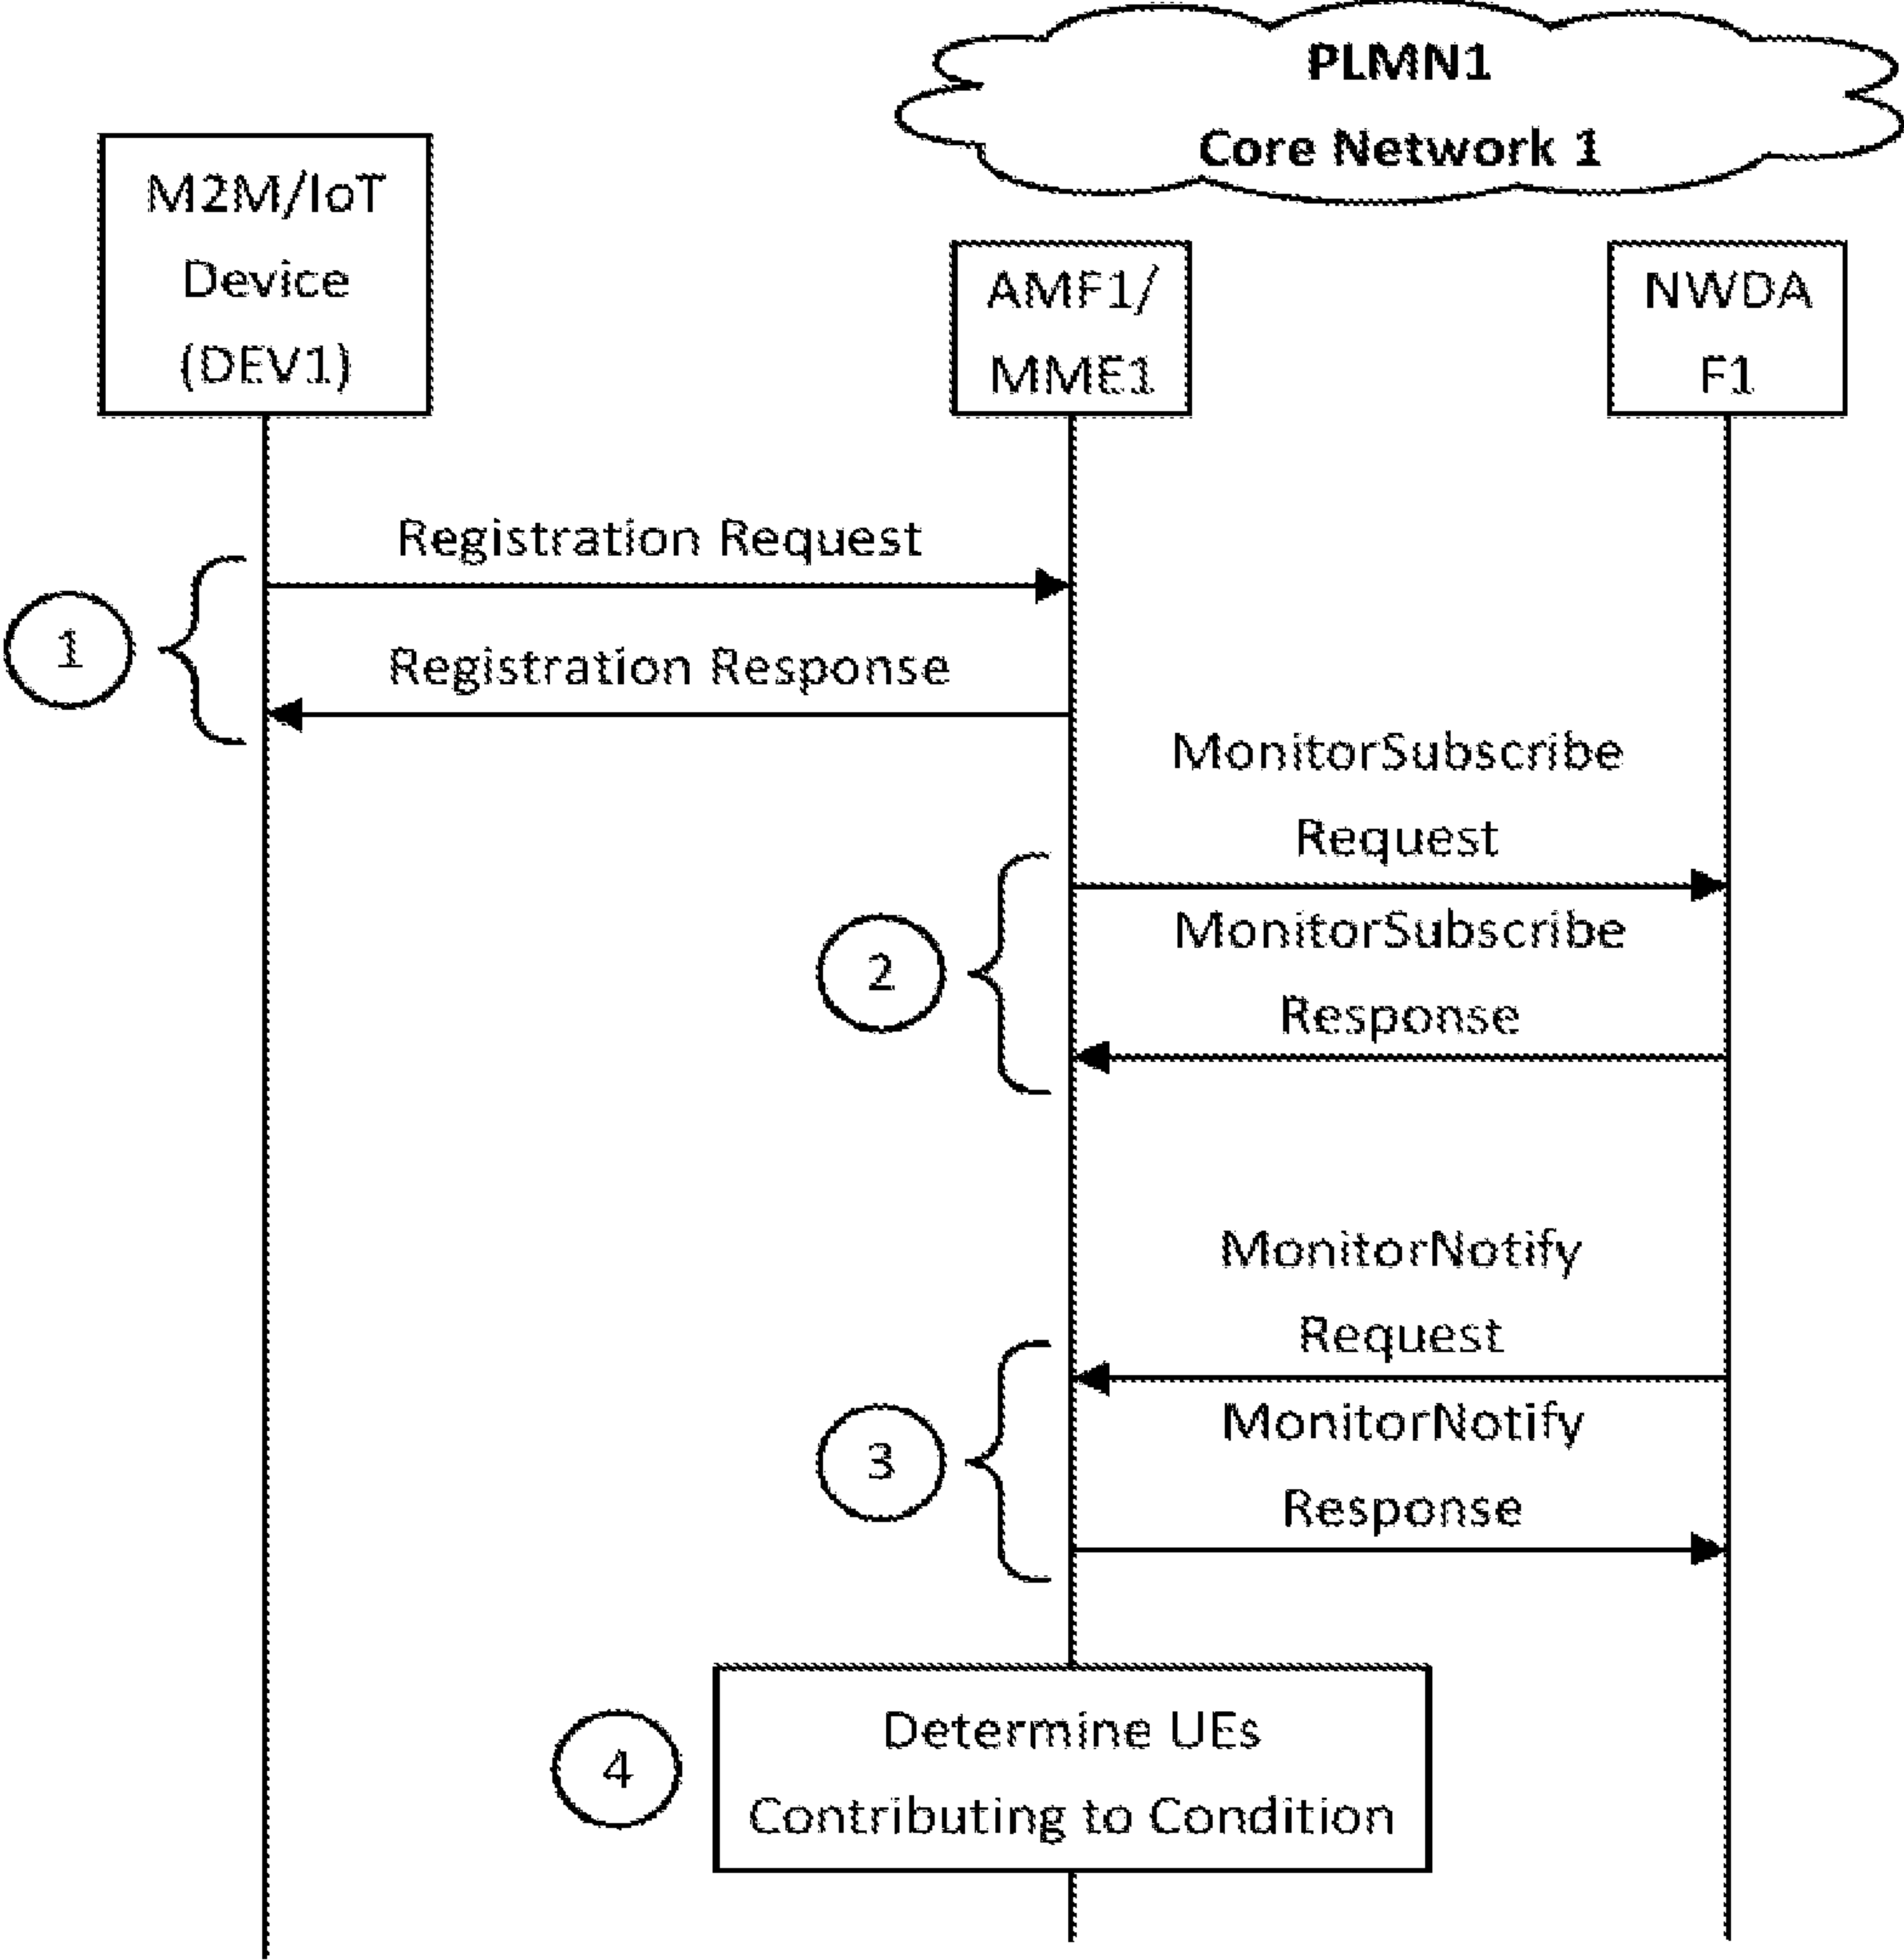 PLMN1
Core Network 1
M2M/IoT
Device
(DEV1)
AMF1/
MME1
NWDA
F1
Registration Request
1
Registration Response
MonitorSubscribe
Request
MonitorSubscribe
2
Response
MonitorNotify
Request
MonitorNotify
3
Response
Determine UEs
4
Contributing to Condition